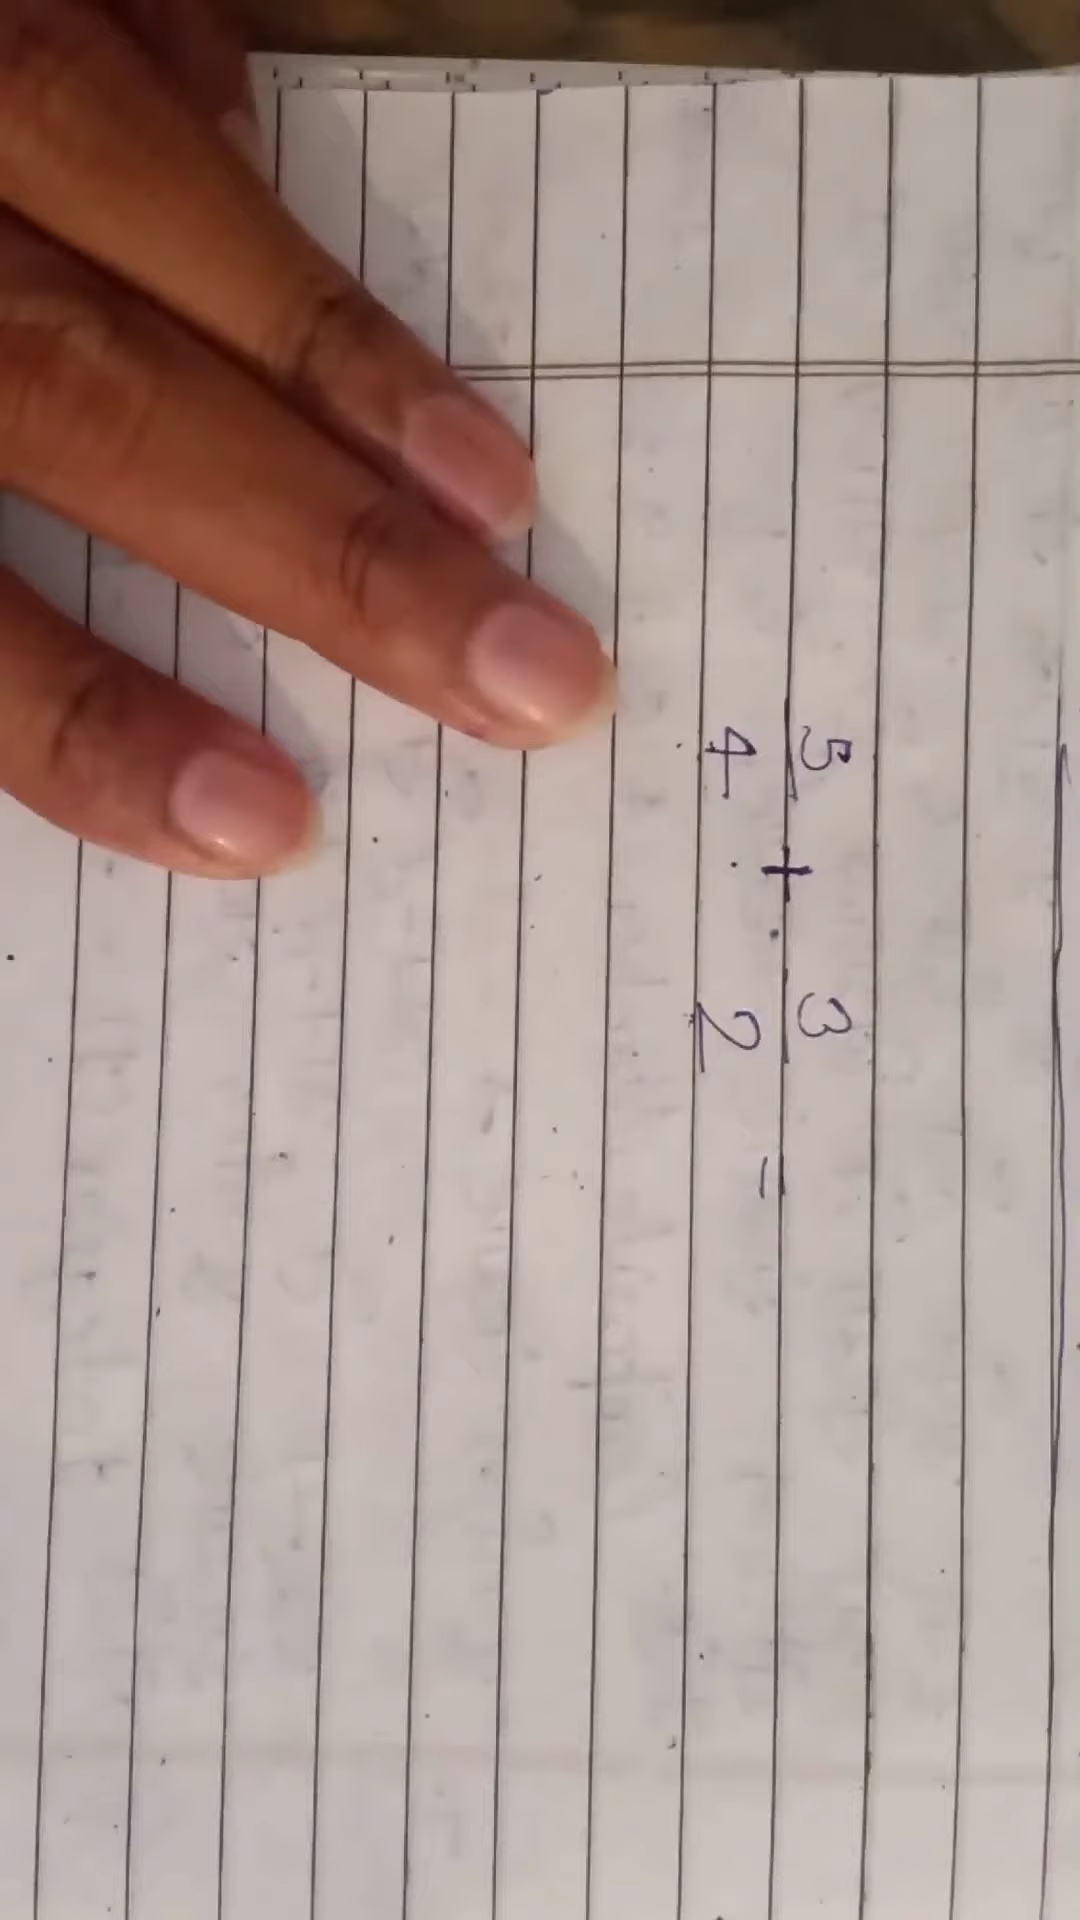 5/4 + 3/2 =